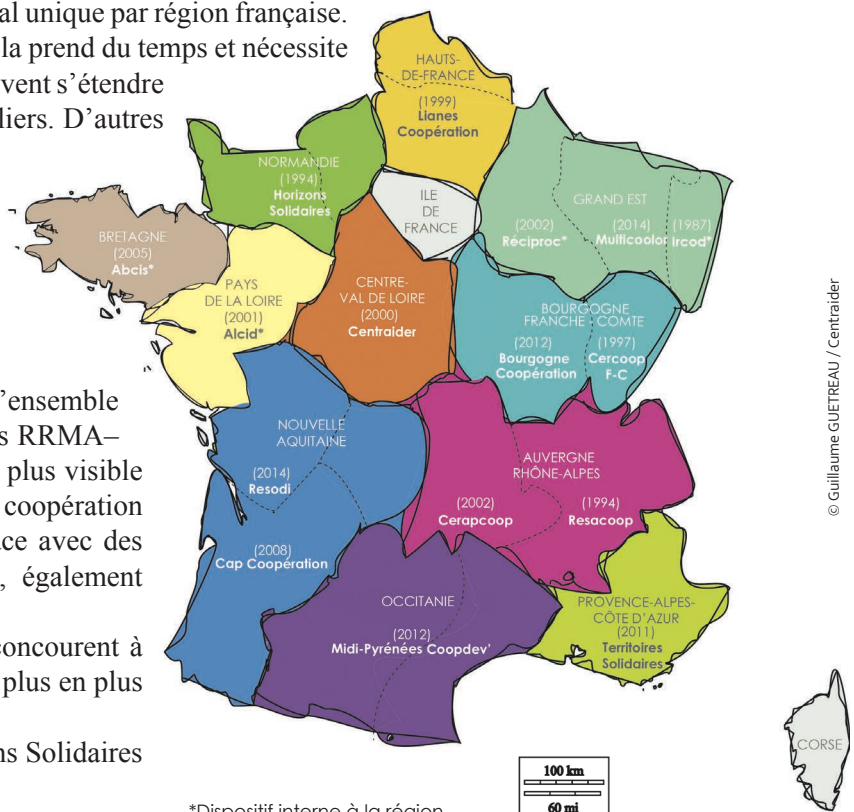 al unique par région française.
la prend du temps et nécessite
vent s’étendre
liers. D’autres
’ensemble
s RRMA–
plus visible
coopération
ce avec des
, également
concourent à
plus en plus
ns Solidaires
HAUTS-
DE-FRANCE
(1999)
Lianes
Coopération
NORMANDIE
(1994)
Horizons
Solidaires
ILE
DE
FRANCE
GRAND EST
(2002)
Réciproc*
(2014)
Multicoolor
(1987)
Ircod*
BRETAGNE
(2005)
Abcis*
PAYS
DE LA LOIRE
(2001)
Alcid*
CENTRE-
VAL DE LOIRE
(2000)
Centraider
BOURGOGNE
FRANCHE COMTE
(2012)
Bourgogne
Coopération
(1997)
Cercoop
F-C
NOUVELLE
AQUITAINE
(2014)
Resodi
(2008)
Cap Coopération
AUVERGNE
RHÔNE-ALPES
(2002)
Cerapcoop
(1994)
Resacoop
OCCITANIE
(2012)
Midi-Pyrénées Coopdev’
PROVENCE-ALPES-
CÔTE D’AZUR
(2011)
Territoires
Solidaires
CORSE
100 km
60 mi
*Dispositif interne à la région
© Guillaume GUETREAU / Centraider